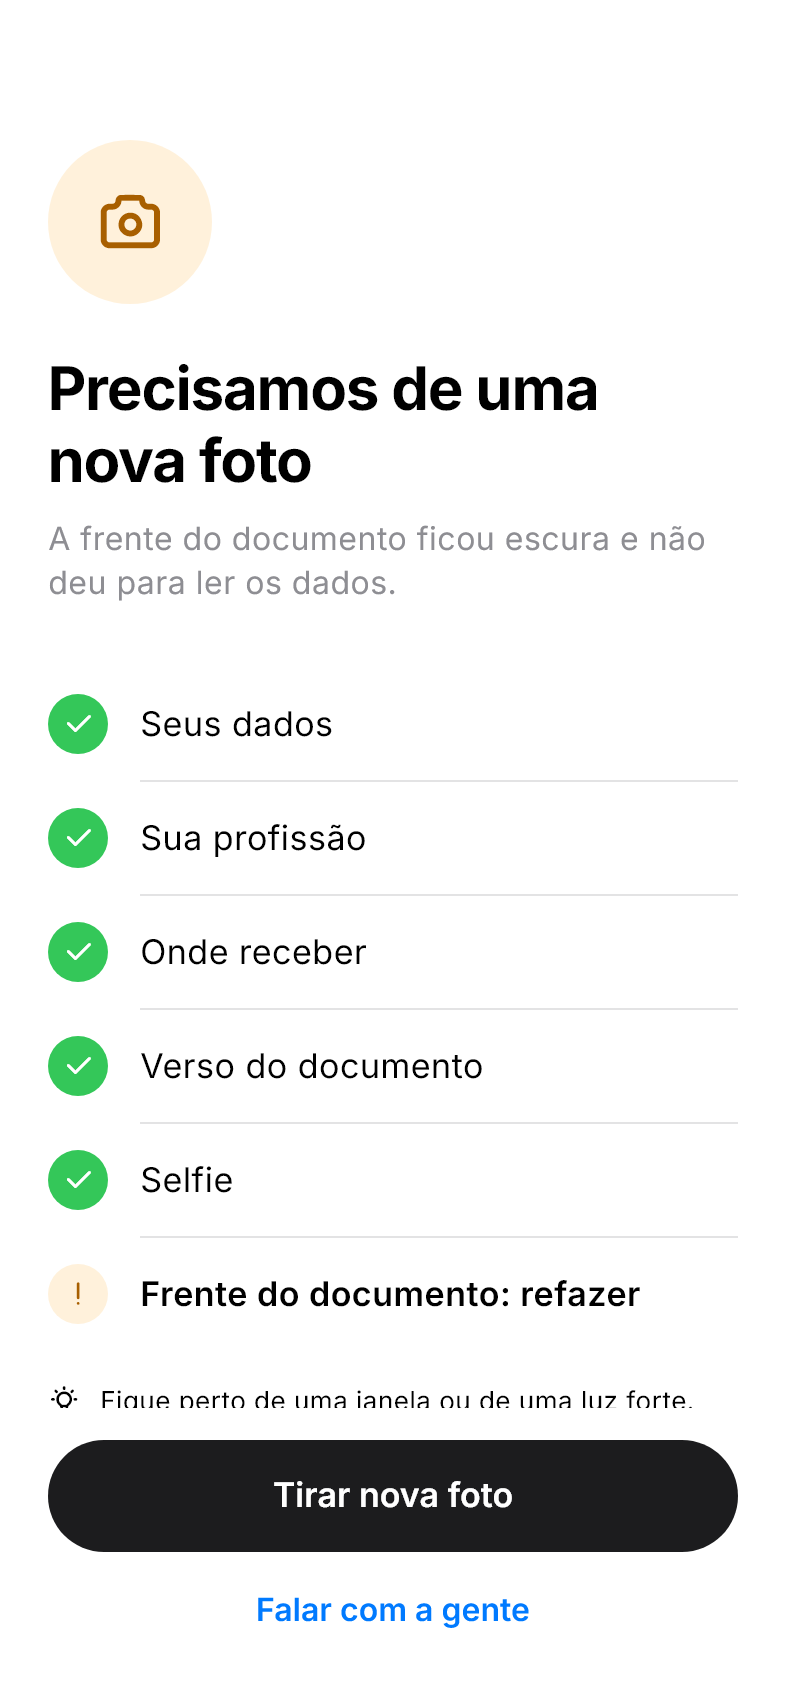 Precisamos de uma
nova foto
A frente do documento ficou escura e não
deu para ler os dados.
Seus dados
Sua profissão
Onde receber
Verso do documento
Selfie
! Frente do documento: refazer
Fique perto de uma janela ou de uma luz forte.
Tirar nova foto
Falar com a gente